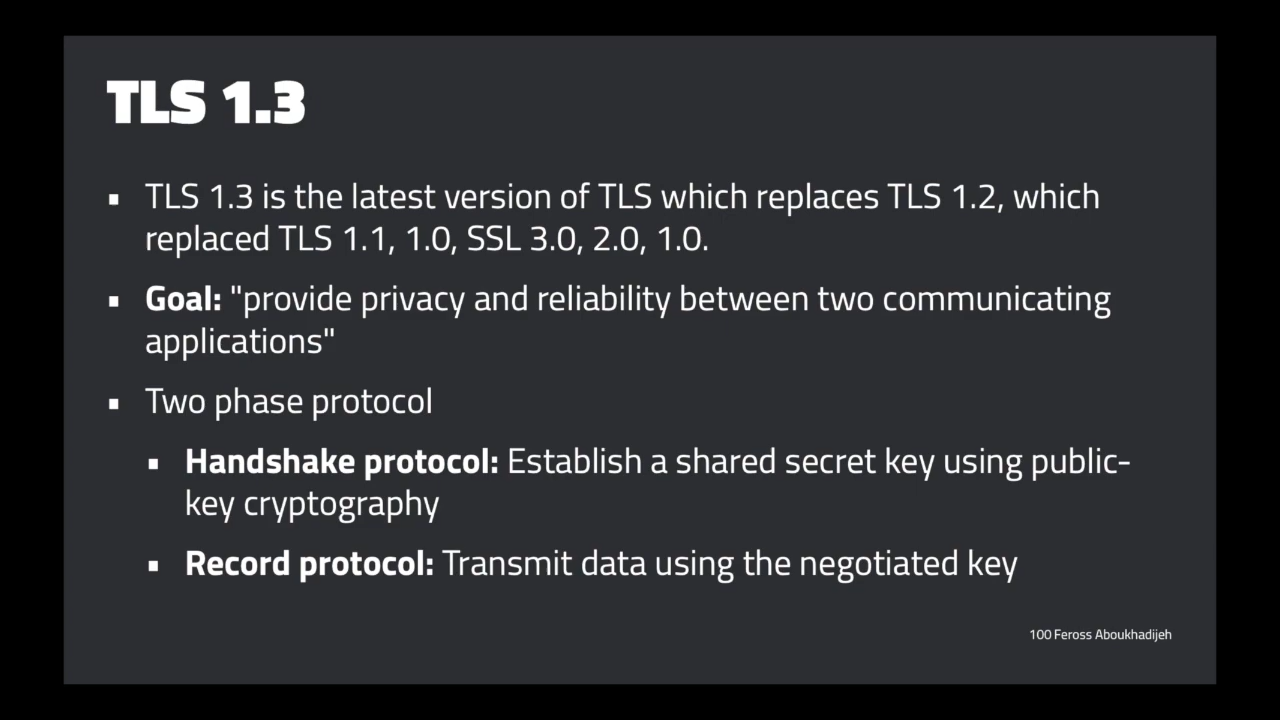 TLS 1.3
▪ TLS 1.3 is the latest version of TLS which replaces TLS 1.2, which
replaced TLS 1.1, 1.0, SSL 3.0, 2.0, 1.0.
▪ Goal: "provide privacy and reliability between two communicating
applications"
▪ Two phase protocol
▪ Handshake protocol: Establish a shared secret key using public-
key cryptography
▪ Record protocol: Transmit data using the negotiated key
100 Feross Aboukhadijeh